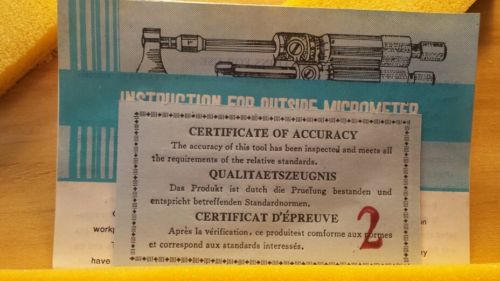 INSTRUCTION FOR OUTSIDE MICROMETER
CERTIFICATE OF ACCURACY
The accuracy of this tool has been inspected and meets all
the requirements of the relative standards.
QUALITAETSZEUGNIS
Das Produkt ist dutch die Pruefung bestanden und
entspricht betreffenden Standardnormen.
CERTIFICAT D'ÉPREUVE
Après la vérification, ce produitest comforme aux normes
et correspond aux standards interessés.
2
workp
have